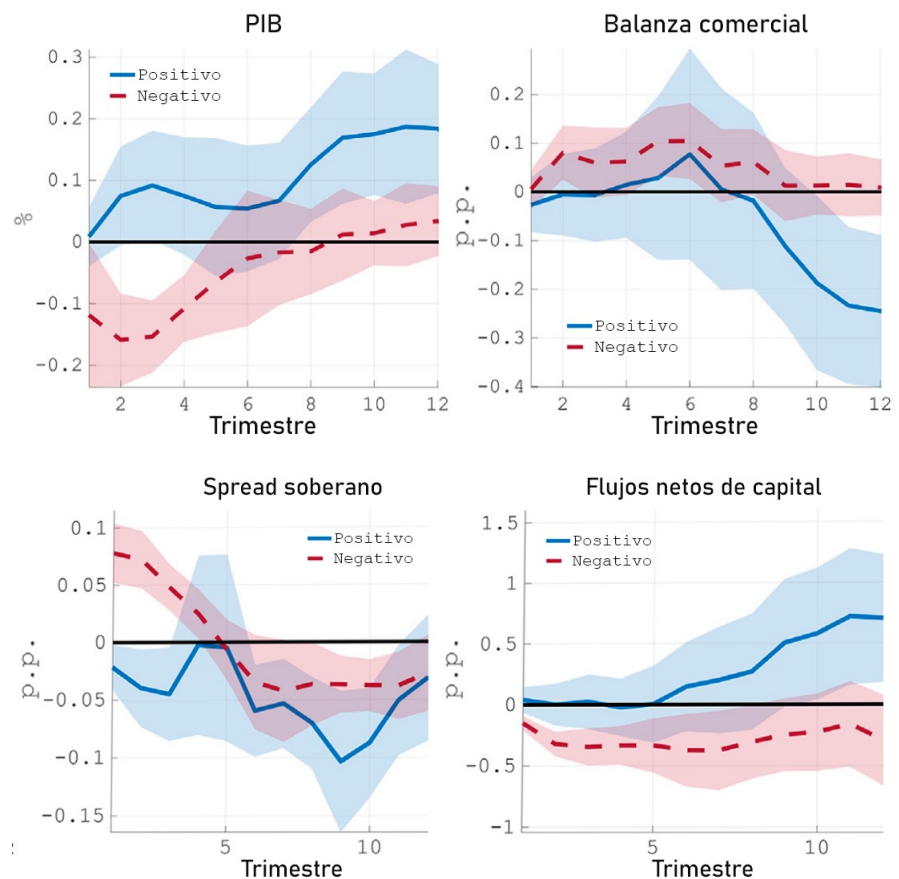 PIB
0.3
0.2
0.1
0
-0.1
-0.2
%
Positivo
Negativo
2 4 6 8 10 12
Trimestre
Balanza comercial
0.2
0.1
0
-0.1
-0.2
-0.3
-0.4
p.p.
Positivo
Negativo
2 4 6 8 10 12
Trimestre
Spread soberano
0.1
0.05
0
-0.05
-0.1
-0.15
p.p.
Positivo
Negativo
5 10
Trimestre
Flujos netos de capital
1.5
1
0.5
0
-0.5
-1
p.p.
Positivo
Negativo
5 10
Trimestre